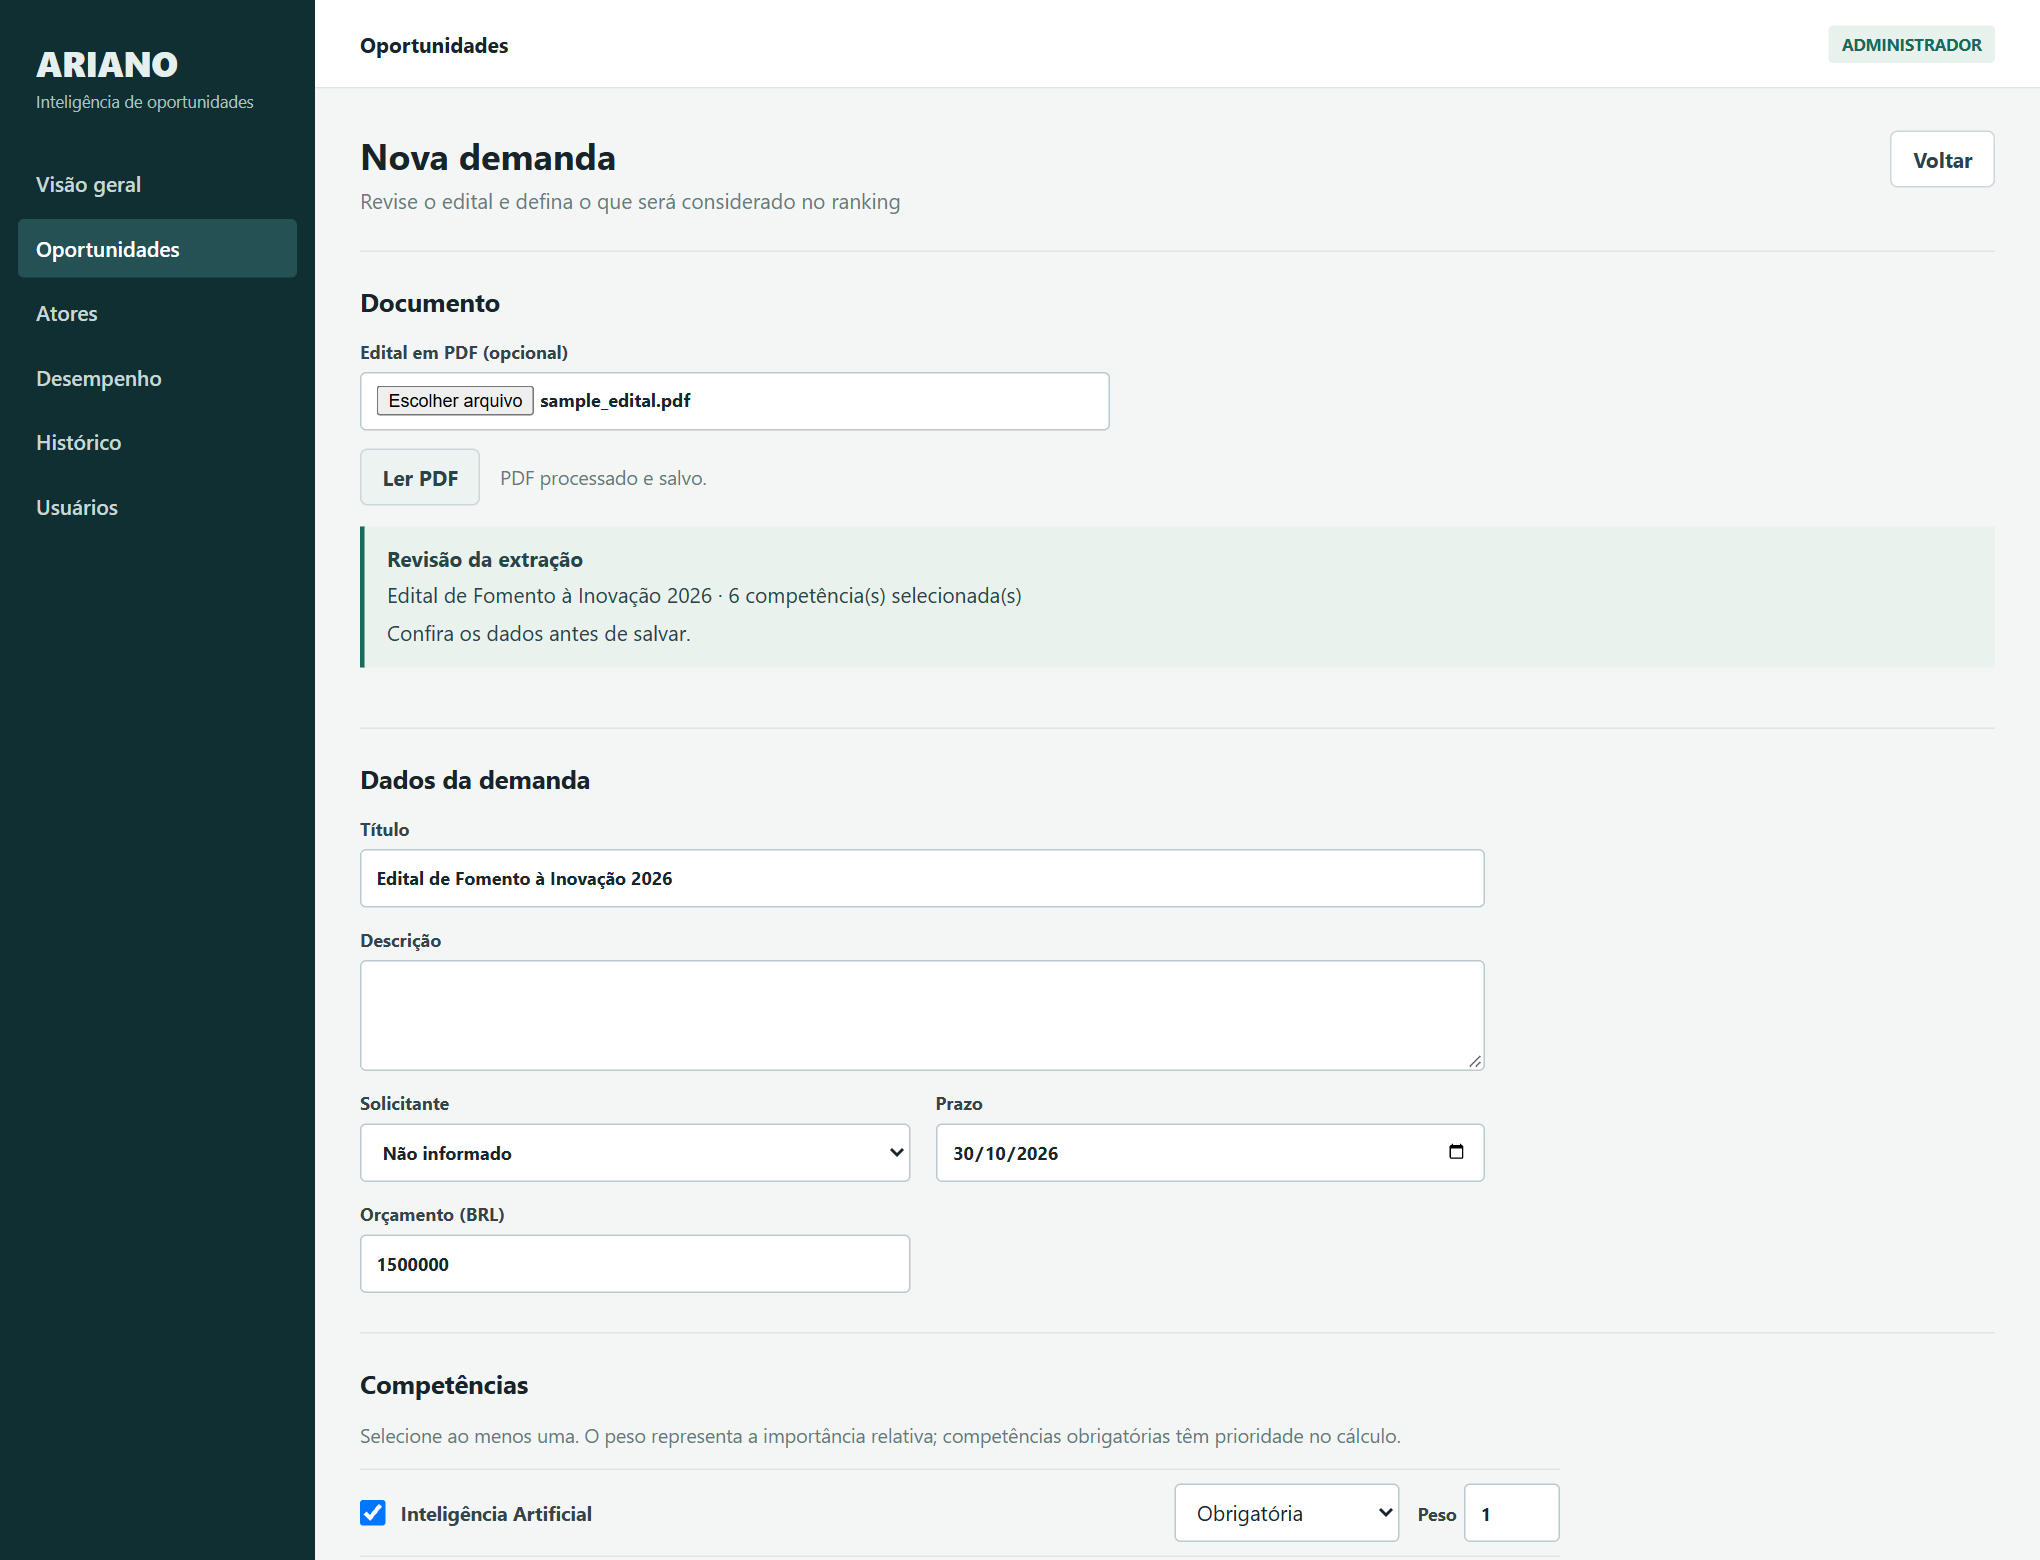 ARIANO
Inteligência de oportunidades
Visão geral
Oportunidades
Atores
Desempenho
Histórico
Usuários
Oportunidades
ADMINISTRADOR
Nova demanda
Voltar
Revise o edital e defina o que será considerado no ranking
Documento
Edital em PDF (opcional)
Escolher arquivo sample_edital.pdf
Ler PDF PDF processado e salvo.
Revisão da extração
Edital de Fomento à Inovação 2026 · 6 competência(s) selecionada(s)
Confira os dados antes de salvar.
Dados da demanda
Título
Edital de Fomento à Inovação 2026
Descrição
Solicitante Prazo
Não informado 30/10/2026
Orçamento (BRL)
1500000
Competências
Selecione ao menos uma. O peso representa a importância relativa; competências obrigatórias têm prioridade no cálculo.
Inteligência Artificial Obrigatória Peso 1